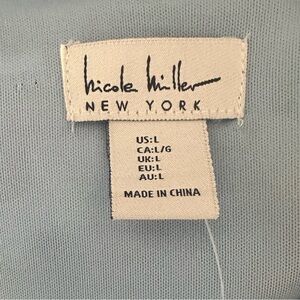 nicole miller
NEW YORK
US:L
CA:L/G
UK:L
EU:L
AU:L
MADE IN CHINA